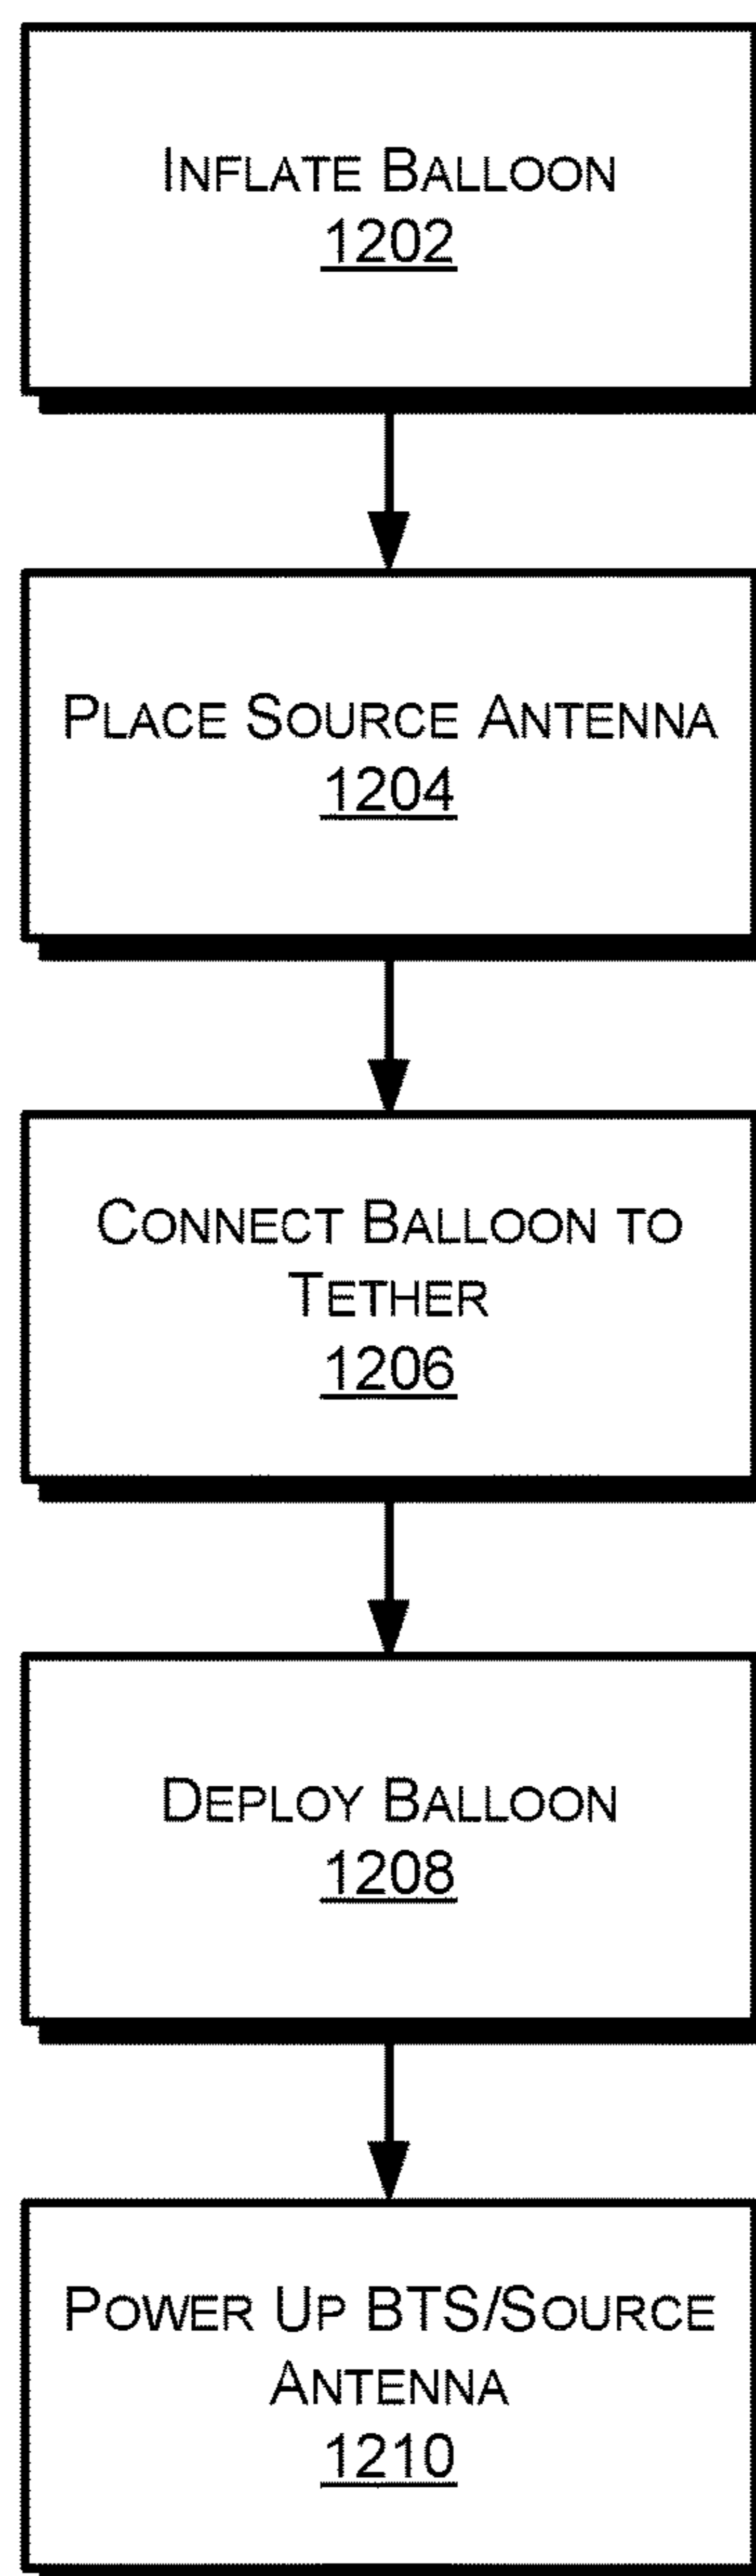 INFLATE BALLOON
1202
PLACE SOURCE ANTENNA
1204
CONNECT BALLOON TO
TETHER
1206
DEPLOY BALLOON
1208
POWER UP BTS/SOURCE
ANTENNA
1210